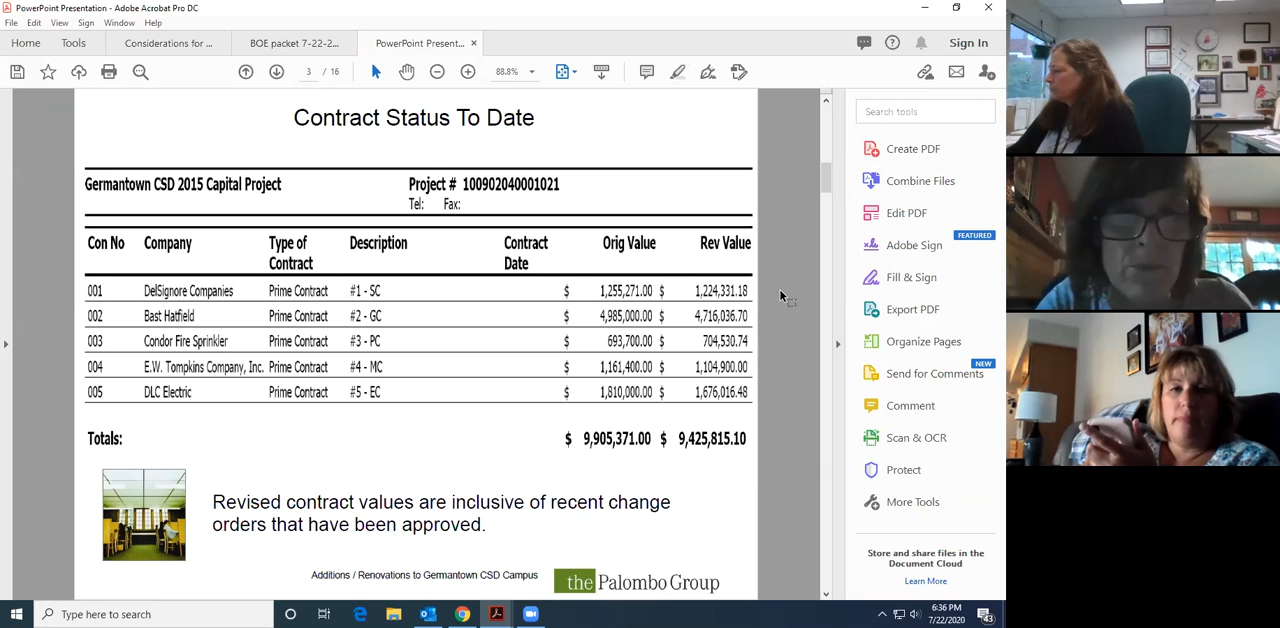 PowerPoint Presentation - Adobe Acrobat Pro DC
File Edit View Sign Window Help
Home Tools Considerations for ... BOE packet 7-22-2... PowerPoint Present... × Sign In
3 / 16 88.8%
Contract Status To Date
Germantown CSD 2015 Capital Project Project # 100902040001021
Tel: Fax:
Con No Company Type of Contract Description Contract Date Orig Value Rev Value
001 DelSignore Companies Prime Contract #1 - SC $ 1,255,271.00 $ 1,224,331.18
002 Bast Hatfield Prime Contract #2 - GC $ 4,985,000.00 $ 4,716,036.70
003 Condor Fire Sprinkler Prime Contract #3 - PC $ 693,700.00 $ 704,530.74
004 E.W. Tompkins Company, Inc. Prime Contract #4 - MC $ 1,161,400.00 $ 1,104,900.00
005 DLC Electric Prime Contract #5 - EC $ 1,810,000.00 $ 1,676,016.48
Totals: $ 9,905,371.00 $ 9,425,815.10
Revised contract values are inclusive of recent change
orders that have been approved.
Additions / Renovations to Germantown CSD Campus the Palombo Group
Search tools
Create PDF
Combine Files
Edit PDF
FEATURED
Adobe Sign
Fill & Sign
Export PDF
Organize Pages
NEW
Send for Comments
Comment
Scan & OCR
Protect
More Tools
Store and share files in the
Document Cloud
Learn More
Type here to search
6:36 PM
7/22/2020
43